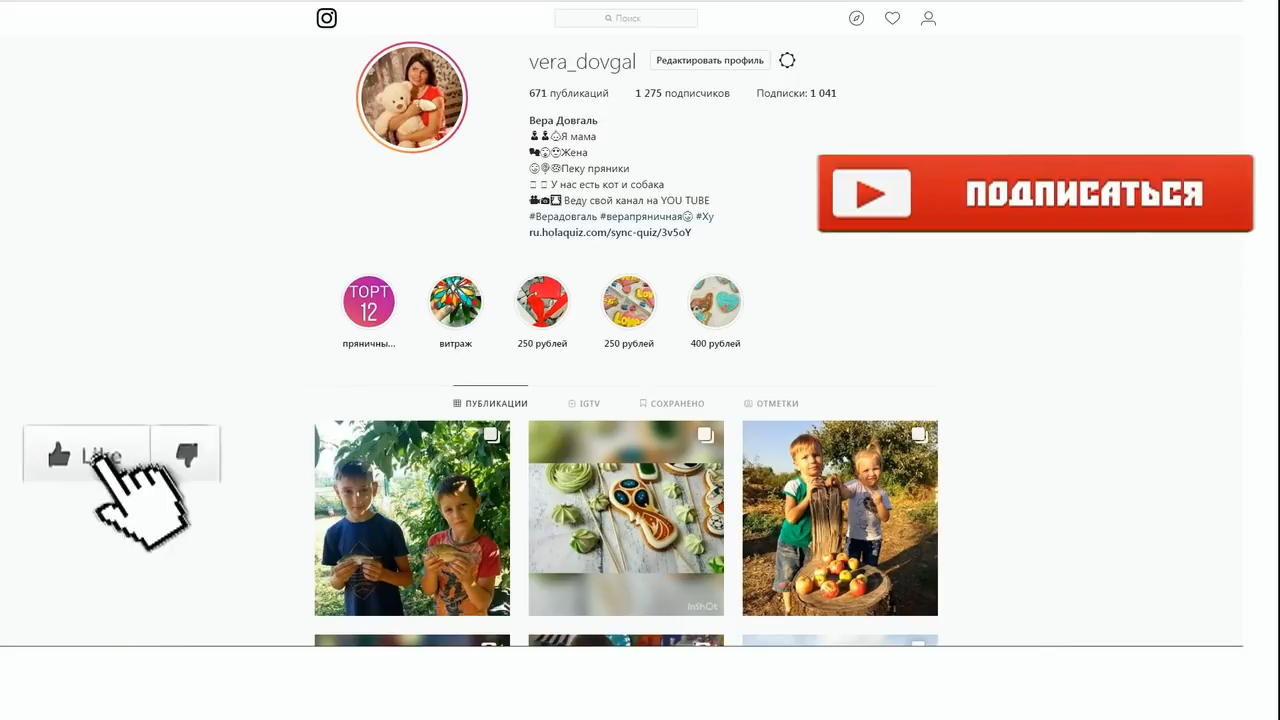 Поиск
vera_dovgal Редактировать профиль
671 публикаций 1 275 подписчиков Подписки: 1 041
Вера Довгаль
Я мама
Жена
Пеку пряники
У нас есть кот и собака
Веду свой канал на YOU TUBE
#Верадовгаль #верапряничная #Ху
ru.holaquiz.com/sync-quiz/3v5oY
ПОДПИСАТЬСЯ
ТОРТ
12
пряничны... витраж 250 рублей 250 рублей 400 рублей
ПУБЛИКАЦИИ IGTV СОХРАНЕНО ОТМЕТКИ
Like
InShOt